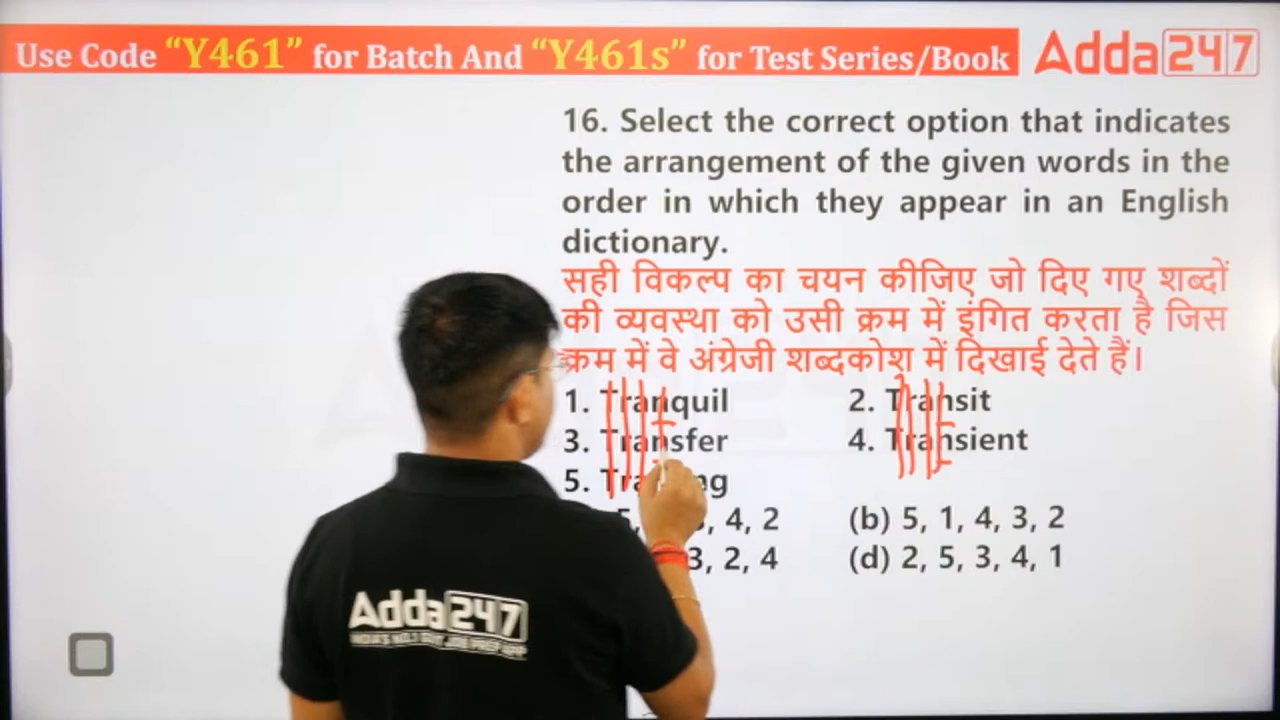 Use Code “Y461” for Batch And “Y461s” for Test Series/Book
Adda247
16. Select the correct option that indicates
the arrangement of the given words in the
order in which they appear in an English
dictionary.
सही विकल्प का चयन कीजिए जो दिए गए शब्दों
की व्यवस्था को उसी क्रम में इंगित करता है जिस
क्रम में वे अंग्रेजी शब्दकोश में दिखाई देते हैं।
1. Tranquil 2. Transit
3. Transfer 4. Transient
5.
5, 4, 2 (b) 5, 1, 4, 3, 2
3, 2, 4 (d) 2, 5, 3, 4, 1
Adda247